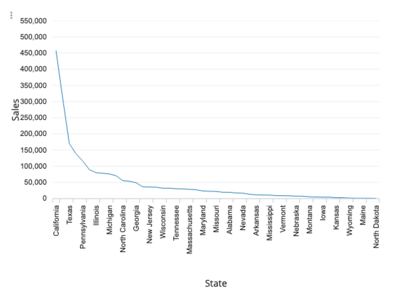 550,000
500,000
450,000
400,000
350,000
300,000
250,000
200,000
150,000
100,000
50,000
0
Sales
California
Texas
Pennsylvania
Illinois
Michigan
North Carolina
Georgia
New Jersey
Wisconsin
Tennessee
Massachusetts
Maryland
Missouri
Alabama
Nevada
Arkansas
Mississippi
Vermont
Nebraska
Montana
Iowa
Kansas
Wyoming
Maine
North Dakota
State